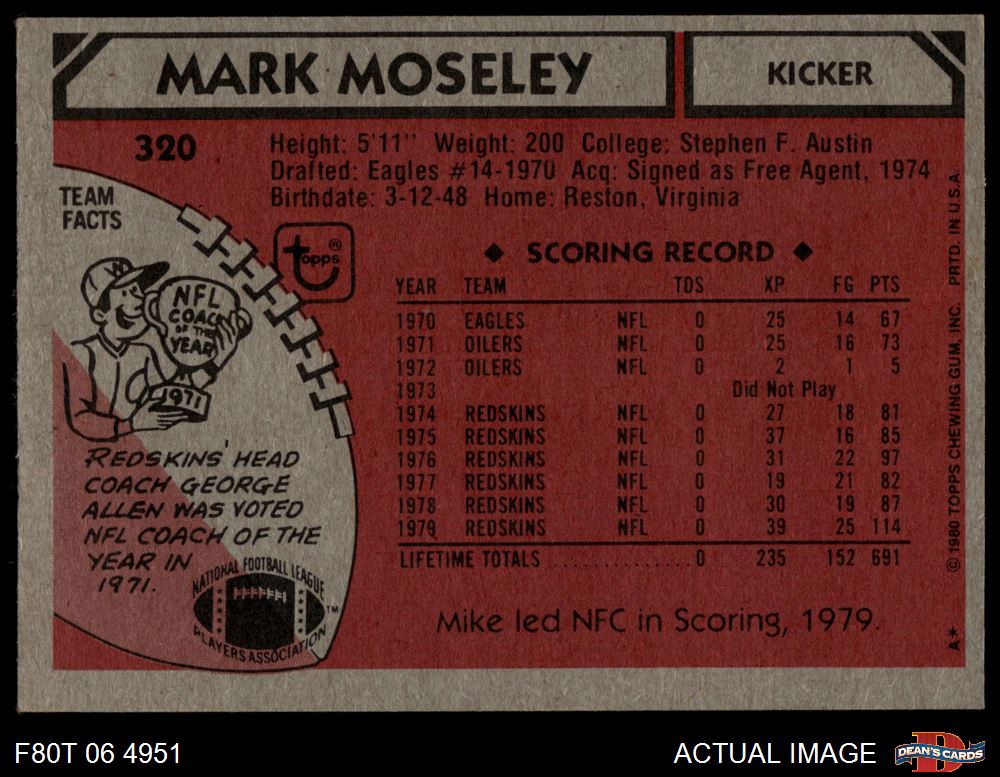 MARK MOSELEY
KICKER
320
Height: 5'11" Weight: 200 College: Stephen F. Austin
Drafted: Eagles #14-1970 Acq: Signed as Free Agent, 1974
Birthdate: 3-12-48 Home: Reston, Virginia
TEAM
FACTS
W
NFL
COACH
OF THE
YEAR
1971
REDSKINS' HEAD
COACH GEORGE
ALLEN WAS VOTED
NFL COACH OF THE
YEAR IN
1971.
NATIONAL FOOTBALL LEAGUE
PLAYERS ASSOCIATION
TM
topps ®
◆ SCORING RECORD ◆
YEAR TEAM TDS XP FG PTS
1970 EAGLES NFL 0 25 14 67
1971 OILERS NFL 0 25 16 73
1972 OILERS NFL 0 2 1 5
1973 Did Not Play
1974 REDSKINS NFL 0 27 18 81
1975 REDSKINS NFL 0 37 16 85
1976 REDSKINS NFL 0 31 22 97
1977 REDSKINS NFL 0 19 21 82
1978 REDSKINS NFL 0 30 19 87
1979 REDSKINS NFL 0 39 25 114
LIFETIME TOTALS ............... 0 235 152 691
Mike led NFC in Scoring, 1979.
A* © 1980 TOPPS CHEWING GUM, INC. PRTD. IN U.S.A.
F80T 06 4951
ACTUAL IMAGE
D
DEAN'S CARDS